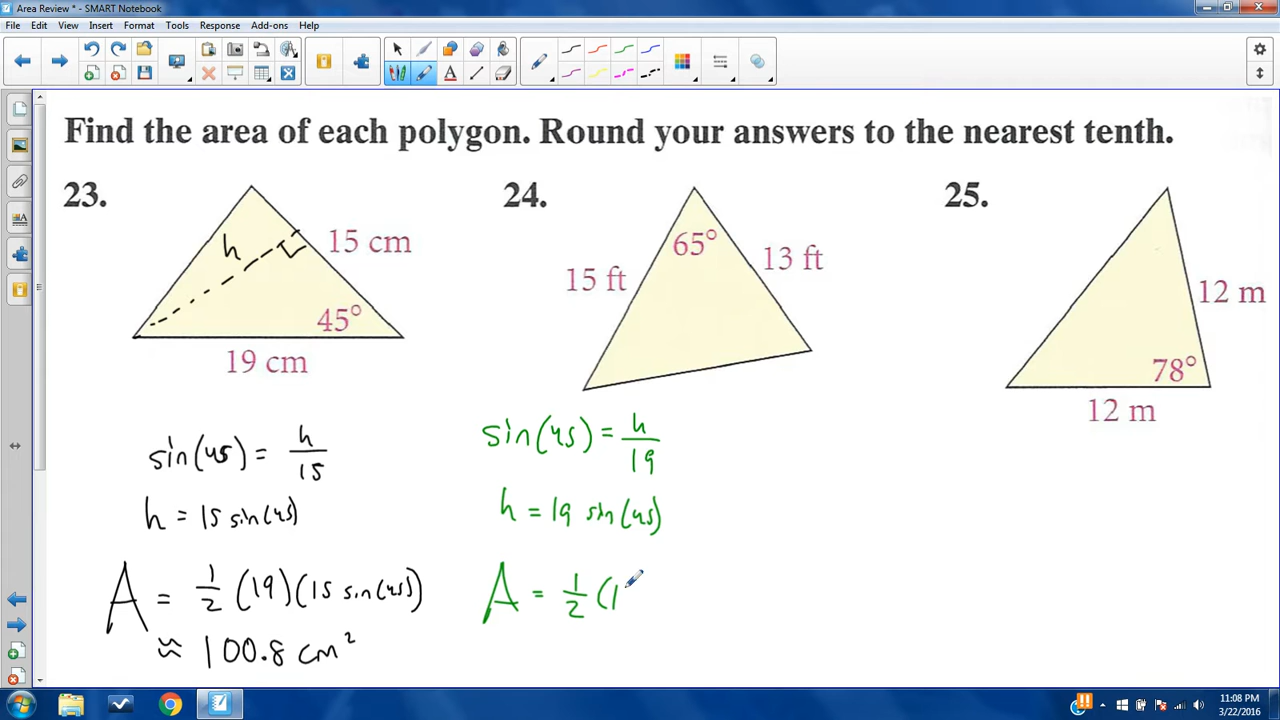 Area Review * - SMART Notebook
File Edit View Insert Format Tools Response Add-ons Help
Find the area of each polygon. Round your answers to the nearest tenth.
23.
h
15 cm
45°
19 cm
24.
65°
15 ft
13 ft
25.
12 m
78°
12 m
sin(45) = h/15
h = 15 sin(45)
A = 1/2 (19)(15 sin(45))
≈ 100.8 cm²
sin(45) = h/19
h = 19 sin(45)
A = 1/2 (1
11:08 PM
3/22/2016